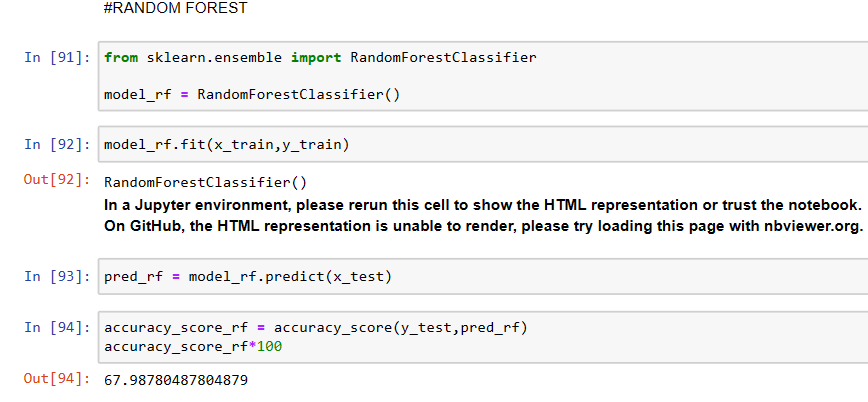 #RANDOM FOREST
In [91]: from sklearn.ensemble import RandomForestClassifier
model_rf = RandomForestClassifier()
In [92]: model_rf.fit(x_train,y_train)
Out[92]: RandomForestClassifier()
In a Jupyter environment, please rerun this cell to show the HTML representation or trust the notebook.
On GitHub, the HTML representation is unable to render, please try loading this page with nbviewer.org.
In [93]: pred_rf = model_rf.predict(x_test)
In [94]: accuracy_score_rf = accuracy_score(y_test,pred_rf)
accuracy_score_rf*100
Out[94]: 67.98780487804879